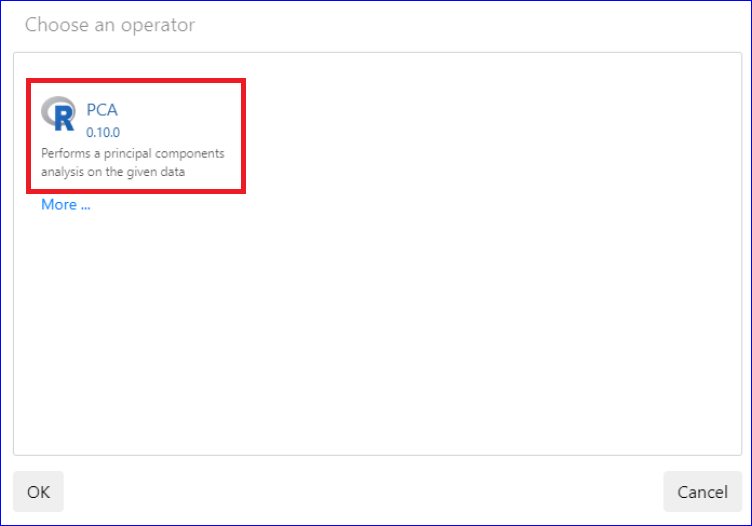 Choose an operator
R
PCA
0.10.0
Performs a principal components
analysis on the given data
More ...
OK
Cancel